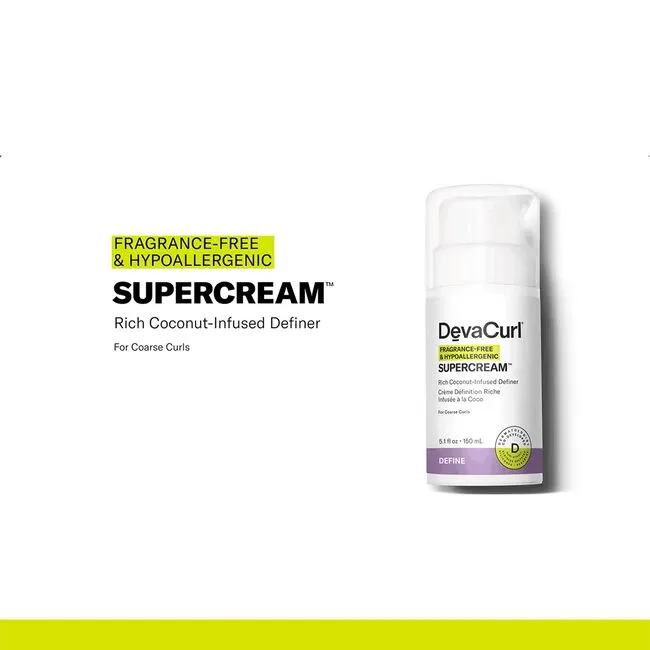 FRAGRANCE-FREE
& HYPOALLERGENIC
SUPERCREAM™
Rich Coconut-Infused Definer
For Coarse Curls
DevaCurl®
FRAGRANCE-FREE
& HYPOALLERGENIC
SUPERCREAM™
Rich Coconut-Infused Definer
Crème Définition Riche
Infusée à la Coco
For Coarse Curls
5.1 fl oz • 150 mL
D
DEFINE